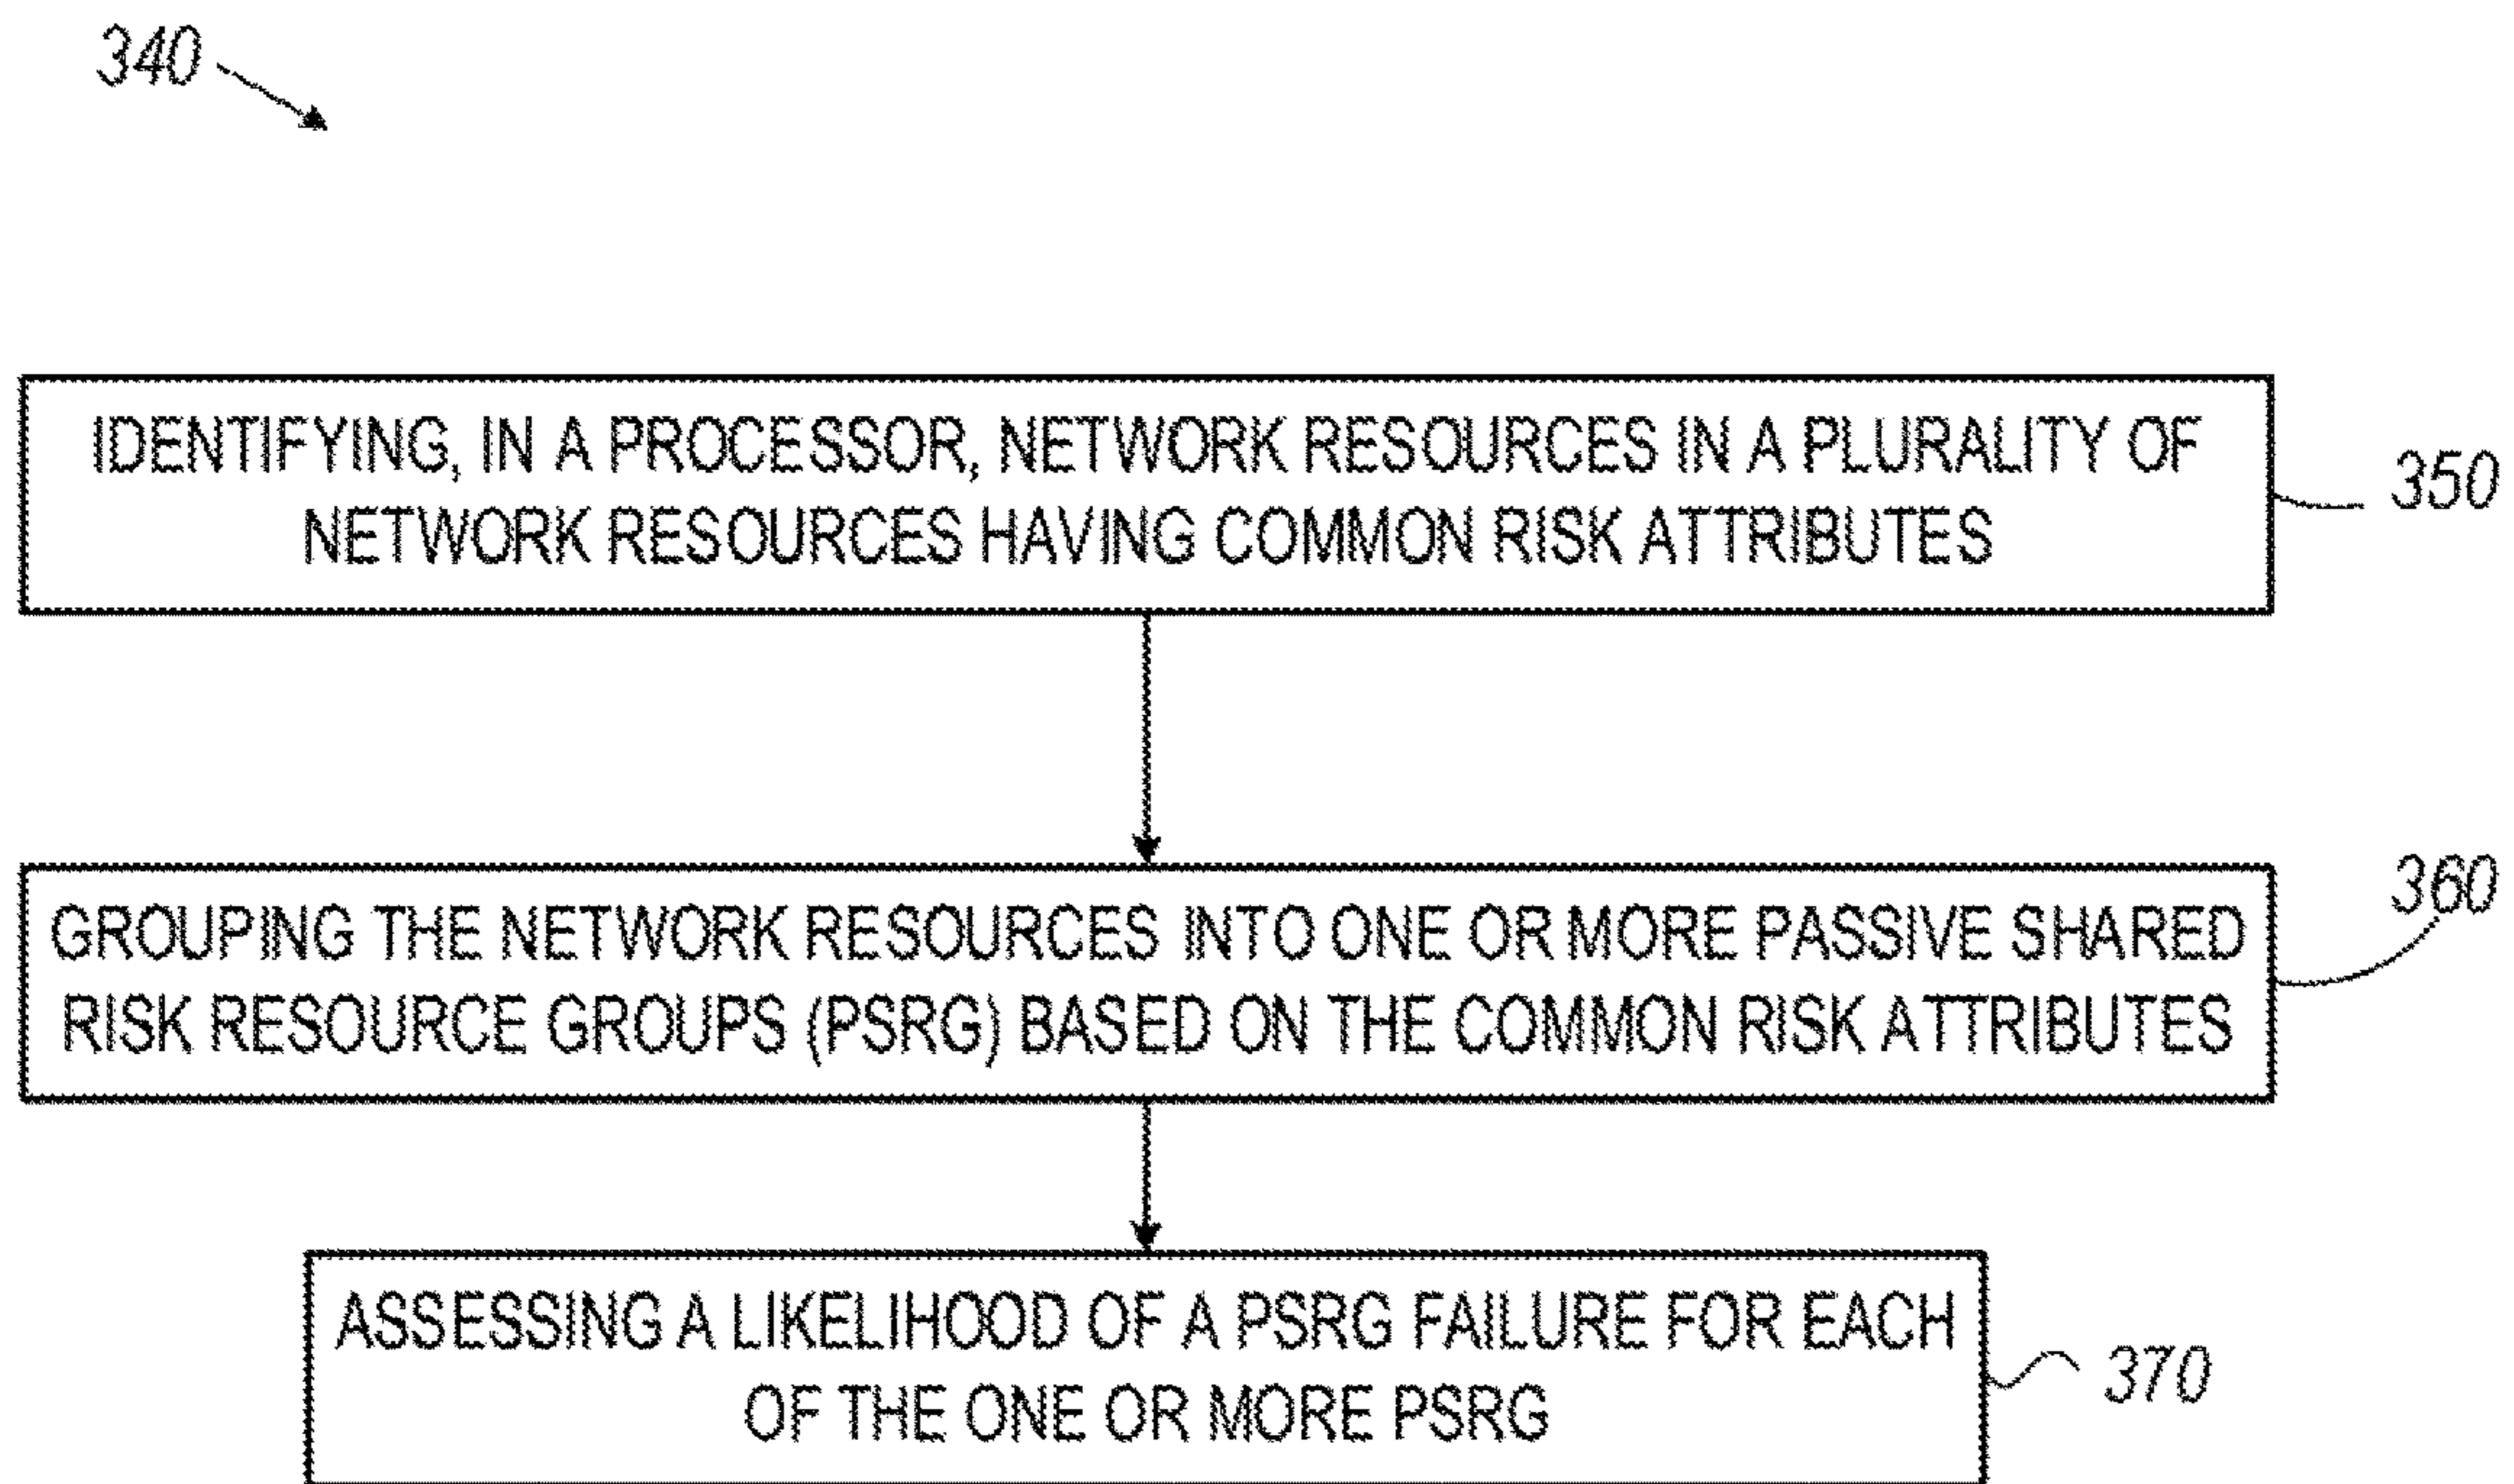 340
IDENTIFYING, IN A PROCESSOR, NETWORK RESOURCES IN A PLURALITY OF
NETWORK RESOURCES HAVING COMMON RISK ATTRIBUTES
350
GROUPING THE NETWORK RESOURCES INTO ONE OR MORE PASSIVE SHARED
RISK RESOURCE GROUPS (PSRG) BASED ON THE COMMON RISK ATTRIBUTES
360
ASSESSING A LIKELIHOOD OF A PSRG FAILURE FOR EACH
OF THE ONE OR MORE PSRG
370